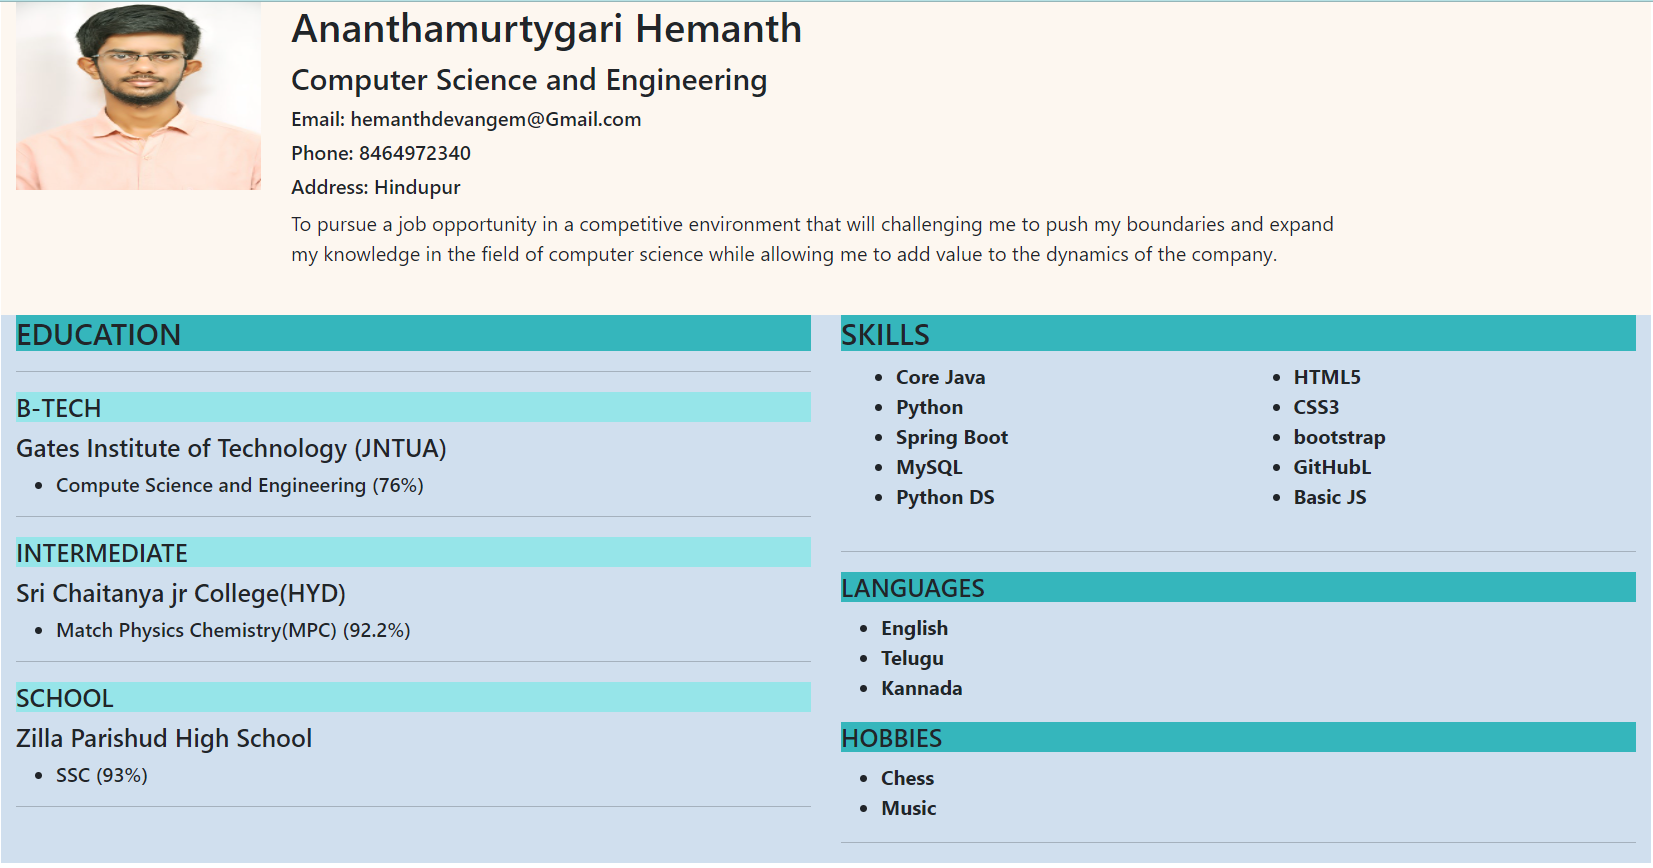 Ananthamurtygari Hemanth
Computer Science and Engineering
Email: hemanthdevangem@Gmail.com
Phone: 8464972340
Address: Hindupur
To pursue a job opportunity in a competitive environment that will challenging me to push my boundaries and expand
my knowledge in the field of computer science while allowing me to add value to the dynamics of the company.
EDUCATION
B-TECH
Gates Institute of Technology (JNTUA)
• Compute Science and Engineering (76%)
INTERMEDIATE
Sri Chaitanya jr College(HYD)
• Match Physics Chemistry(MPC) (92.2%)
SCHOOL
Zilla Parishud High School
• SSC (93%)
SKILLS
• Core Java
• Python
• Spring Boot
• MySQL
• Python DS
• HTML5
• CSS3
• bootstrap
• GitHubL
• Basic JS
LANGUAGES
• English
• Telugu
• Kannada
HOBBIES
• Chess
• Music